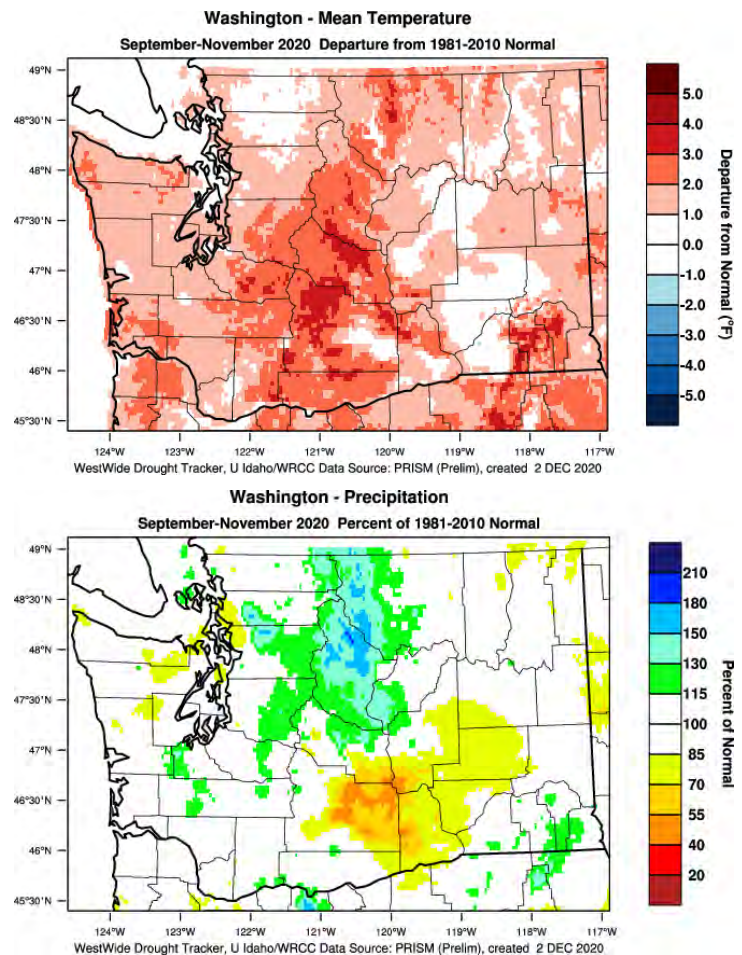 Washington - Mean Temperature
September-November 2020 Departure from 1981-2010 Normal
49°N
48°30'N
48°N
47°30'N
47°N
46°30'N
46°N
45°30'N
124°W
123°W
122°W
121°W
120°W
119°W
118°W
117°W
5.0
4.0
3.0
2.0
1.0
0.0
-1.0
-2.0
-3.0
-4.0
-5.0
Departure from Normal (°F)
WestWide Drought Tracker, U Idaho/WRCC Data Source: PRISM (Prelim), created 2 DEC 2020
Washington - Precipitation
September-November 2020 Percent of 1981-2010 Normal
49°N
48°30'N
48°N
47°30'N
47°N
46°30'N
46°N
45°30'N
124°W
123°W
122°W
121°W
120°W
119°W
118°W
117°W
210
180
150
130
115
100
85
70
55
40
20
Percent of Normal
WestWide Drought Tracker, U Idaho/WRCC Data Source: PRISM (Prelim), created 2 DEC 2020